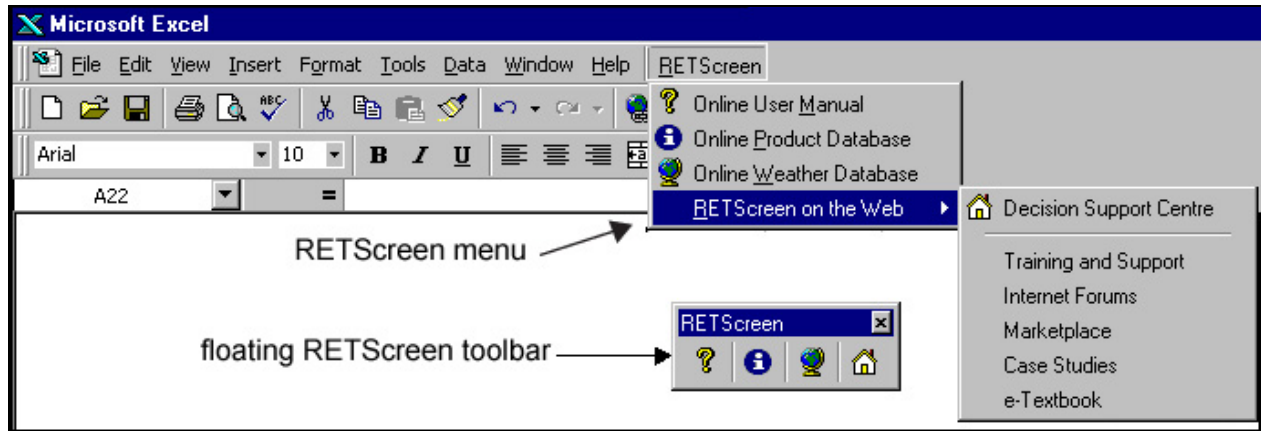 Microsoft Excel
File Edit View Insert Format Tools Data Window Help RETScreen
ABC
Arial 10 B I U
A22 =
Online User Manual
Online Product Database
Online Weather Database
RETScreen on the Web
Decision Support Centre
Training and Support
Internet Forums
Marketplace
Case Studies
e-Textbook
RETScreen menu
RETScreen
floating RETScreen toolbar